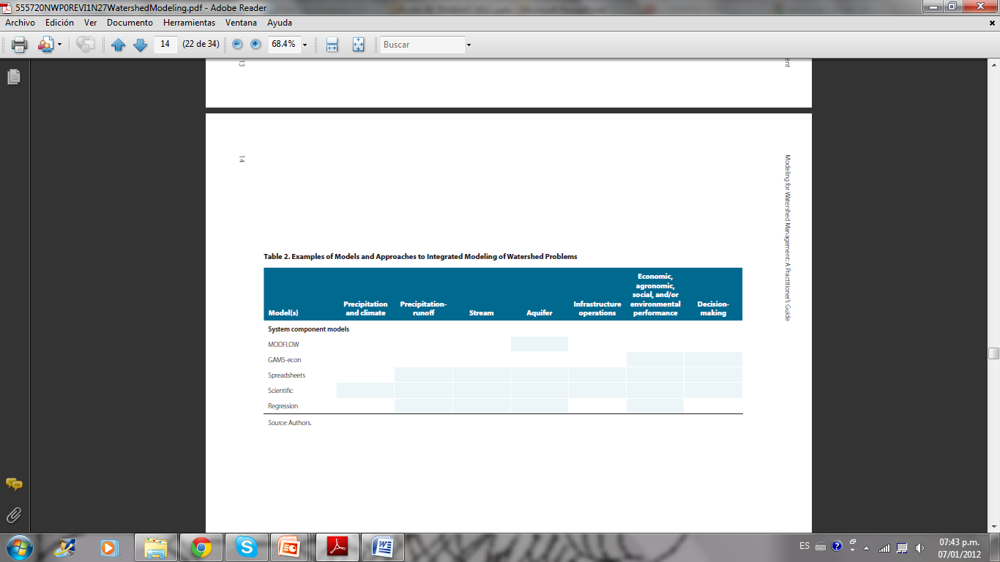 555720NWP0REVI1N27WatershedModeling.pdf - Adobe Reader
Archivo Edición Ver Documento Herramientas Ventana Ayuda
14 (22 de 34) 68.4% Buscar
13
ent
14
Modeling for Watershed Management: A Practitioner's Guide
Table 2. Examples of Models and Approaches to Integrated Modeling of Watershed Problems
Economic,
agronomic,
social, and/or
Precipitation Precipitation- Infrastructure environmental Decision-
Model(s) and climate runoff Stream Aquifer operations performance making
System component models
MODFLOW
GAMS-econ
Spreadsheets
Scientific
Regression
Source: Authors.
ES
07:43 p.m.
07/01/2012